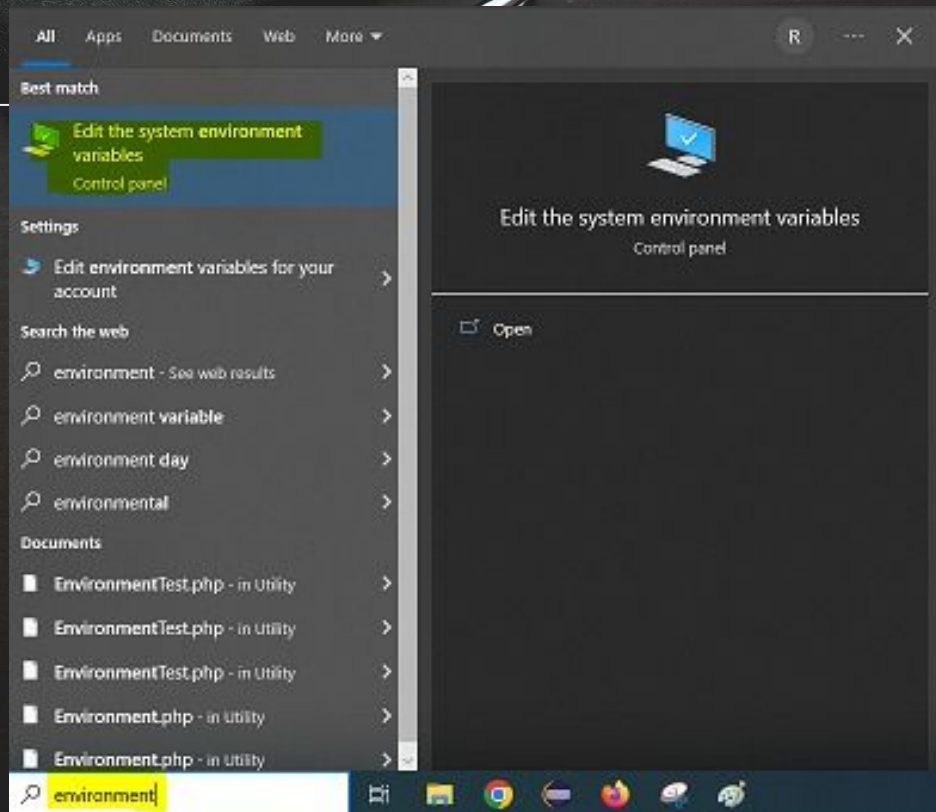 All Apps Documents Web More
R
Best match
Edit the system environment
variables
Control panel
Settings
Edit environment variables for your
account
Search the web
environment - See web results
environment variable
environment day
environmental
Documents
EnvironmentTest.php - in Utility
EnvironmentTest.php - in Utility
EnvironmentTest.php - in Utility
Environment.php - in Utility
Environment.php - in Utility
environment
Edit the system environment variables
Control panel
Open